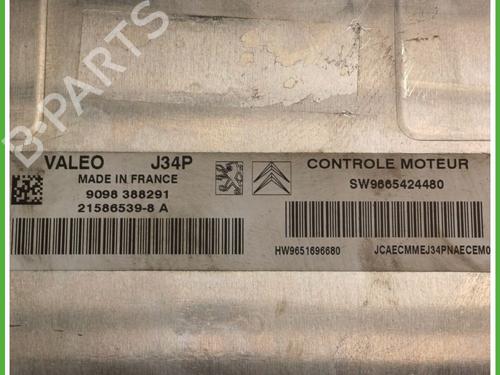 B-PARTS
VALEO J34P
MADE IN FRANCE
9098 388291
21586539-8 A
CONTROLE MOTEUR
SW9665424480
HW9651696680
JCAECMMEJ34PNAECEM0